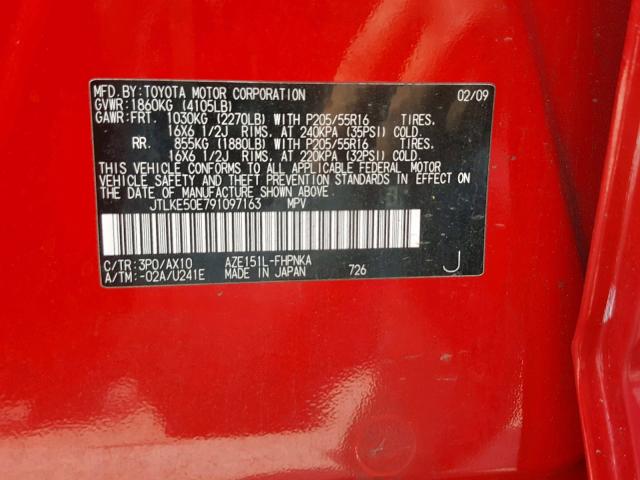 MFD.BY:TOYOTA MOTOR CORPORATION 02/09
GVWR:1860KG (4105LB)
GAWR:FRT. 1030KG (2270LB) WITH P205/55R16 TIRES.
16X6 1/2J RIMS. AT 240KPA (35PSI) COLD.
RR. 855KG (1880LB) WITH P205/55R16 TIRES.
16X6 1/2J RIMS. AT 220KPA (32PSI) COLD.
THIS VEHICLE CONFORMS TO ALL APPLICABLE FEDERAL MOTOR
VEHICLE SAFETY AND THEFT PREVENTION STANDARDS IN EFFECT ON
THE DATE OF MANUFACTURE SHOWN ABOVE.
JTLKE50E791097163 MPV
C/TR:3P0/AX10 AZE151L-FHPNKA
A/TM:-02A/U241E MADE IN JAPAN 726 J